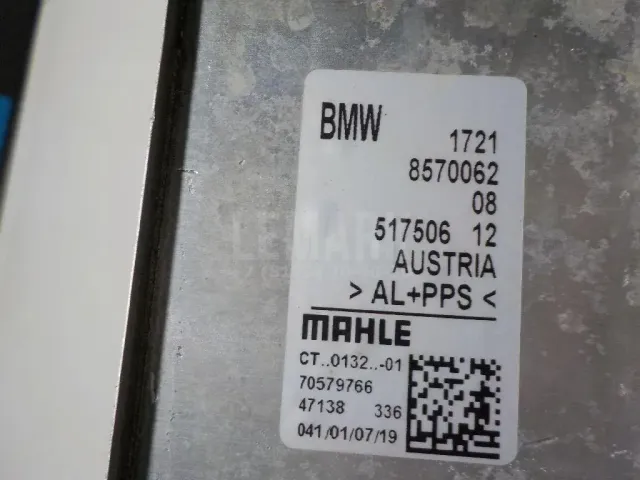 BMW 1721
8570062
08
517506 12
AUSTRIA
> AL+PPS <
MAHLE
CT..0132..-01
70579766
47138 336
041/01/07/19